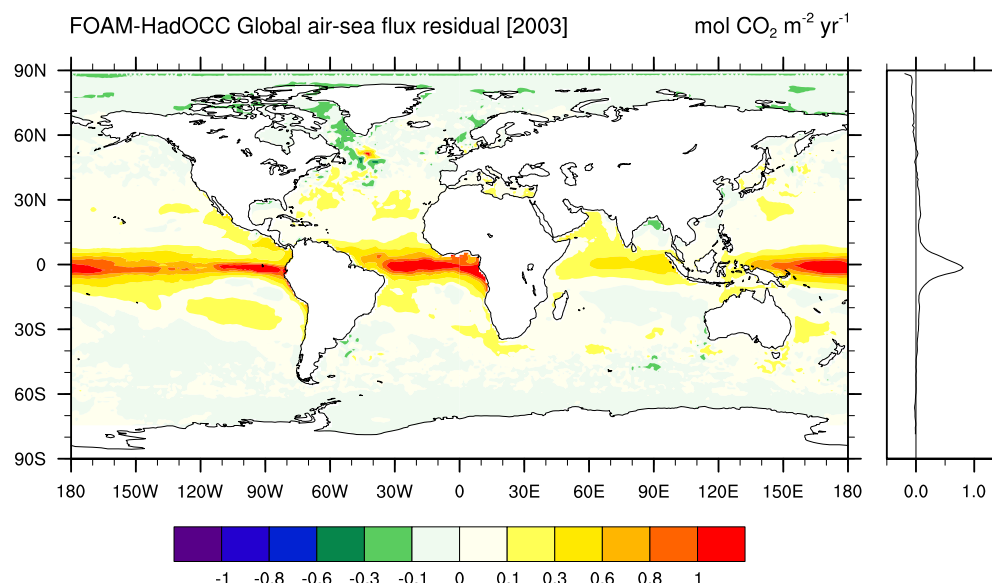 FOAM-HadOCC Global air-sea flux residual [2003] mol CO₂ m⁻² yr⁻¹
90N
60N
30N
0
30S
60S
90S
180 150W 120W 90W 60W 30W 0 30E 60E 90E 120E 150E 180 0.0 1.0
-1 -0.8 -0.6 -0.3 -0.1 0 0.1 0.3 0.6 0.8 1